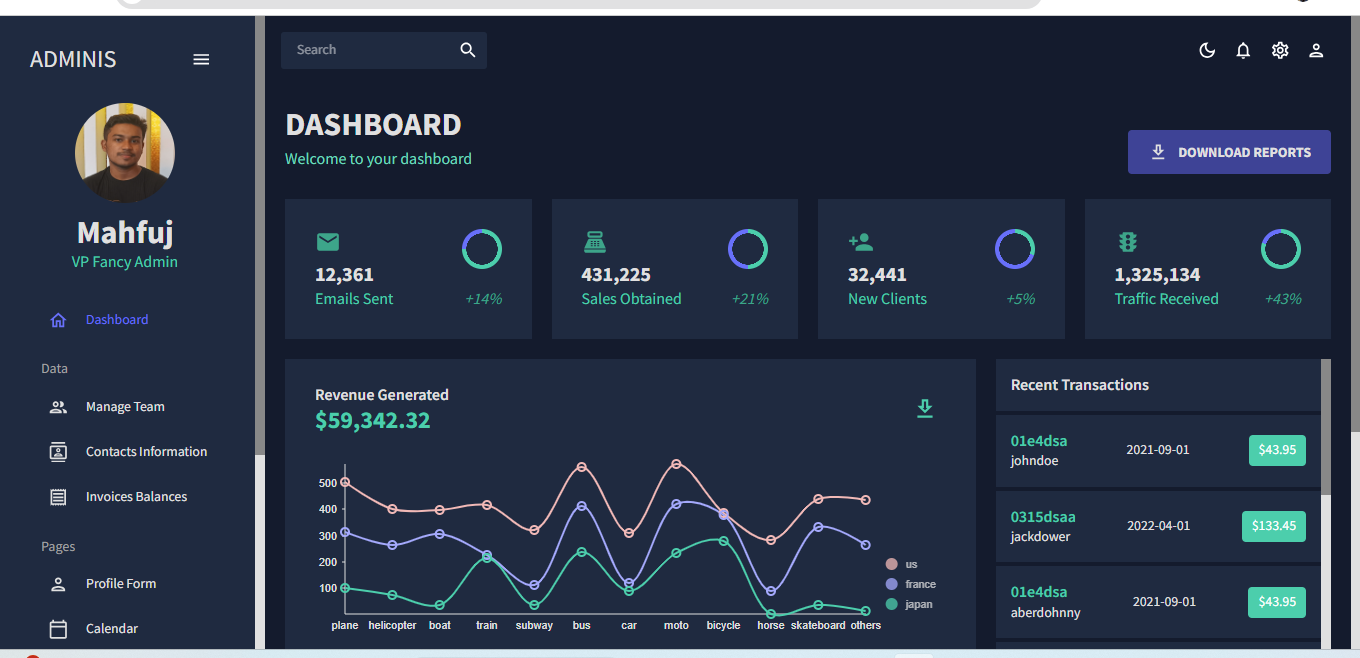 ADMINIS
Mahfuj
VP Fancy Admin
Dashboard
Data
Manage Team
Contacts Information
Invoices Balances
Pages
Profile Form
Calendar
Search
DASHBOARD
Welcome to your dashboard
DOWNLOAD REPORTS
12,361
Emails Sent +14%
431,225
Sales Obtained +21%
32,441
New Clients +5%
1,325,134
Traffic Received +43%
Revenue Generated
$59,342.32
500
400
300
200
100
plane helicopter boat train subway bus car moto bicycle horse skateboard others
us
france
japan
Recent Transactions
01e4dsa
johndoe
2021-09-01
$43.95
0315dsaa
jackdower
2022-04-01
$133.45
01e4dsa
aberdohnny
2021-09-01
$43.95